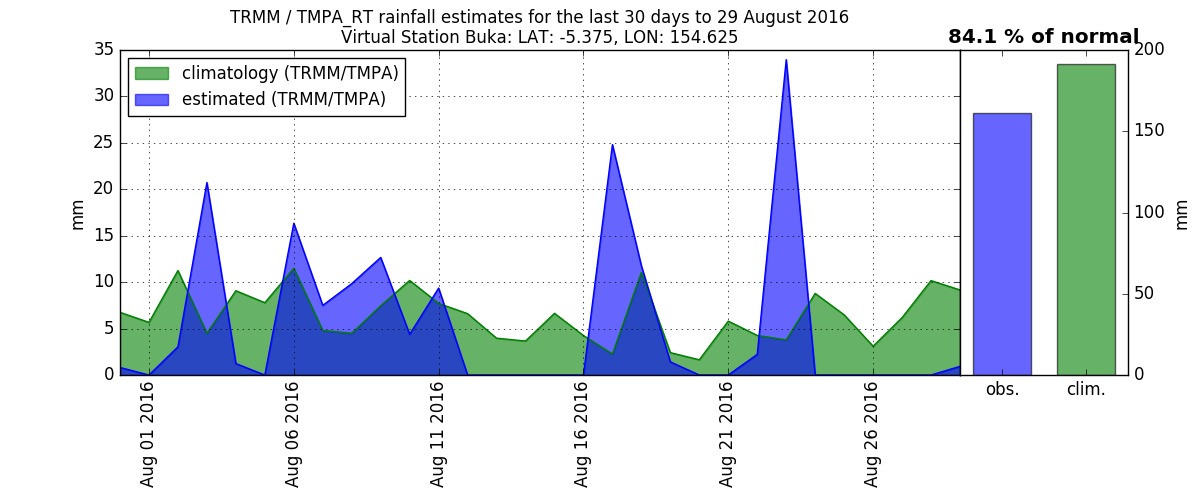 TRMM / TMPA_RT rainfall estimates for the last 30 days to 29 August 2016
Virtual Station Buka: LAT: -5.375, LON: 154.625
84.1 % of normal
climatology (TRMM/TMPA)
estimated (TRMM/TMPA)
35
30
25
20
15
10
5
0
mm
200
150
100
50
0
mm
Aug 01 2016
Aug 06 2016
Aug 11 2016
Aug 16 2016
Aug 21 2016
Aug 26 2016
obs.
clim.